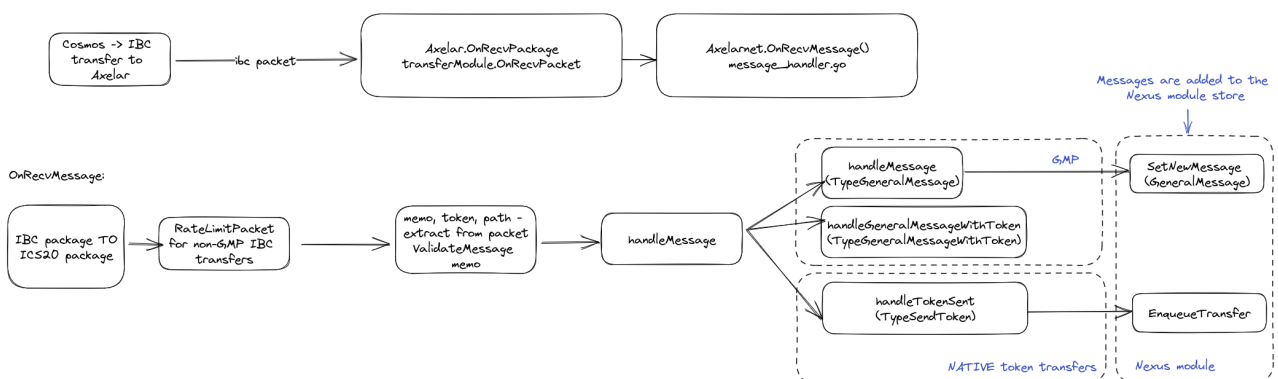 Cosmos -> IBC
transfer to
Axelar
ibc packet
Axelar.OnRecvPackage
transferModule.OnRecvPacket
Axelarnet.OnRecvMessage()
message_handler.go
Messages are added to the
Nexus module store
OnRecvMessage:
IBC package TO
ICS20 package
RateLimitPacket
for non-GMP IBC
transfers
memo, token, path -
extract from packet
ValidateMessage
memo
handleMessage
handleMessage
(TypeGeneralMessage)
GMP
SetNewMessage
(GeneralMessage)
handleGeneralMessageWithToken
(TypeGeneralMessageWithToken)
handleTokenSent
(TypeSendToken)
EnqueueTransfer
NATIVE token transfers
Nexus module